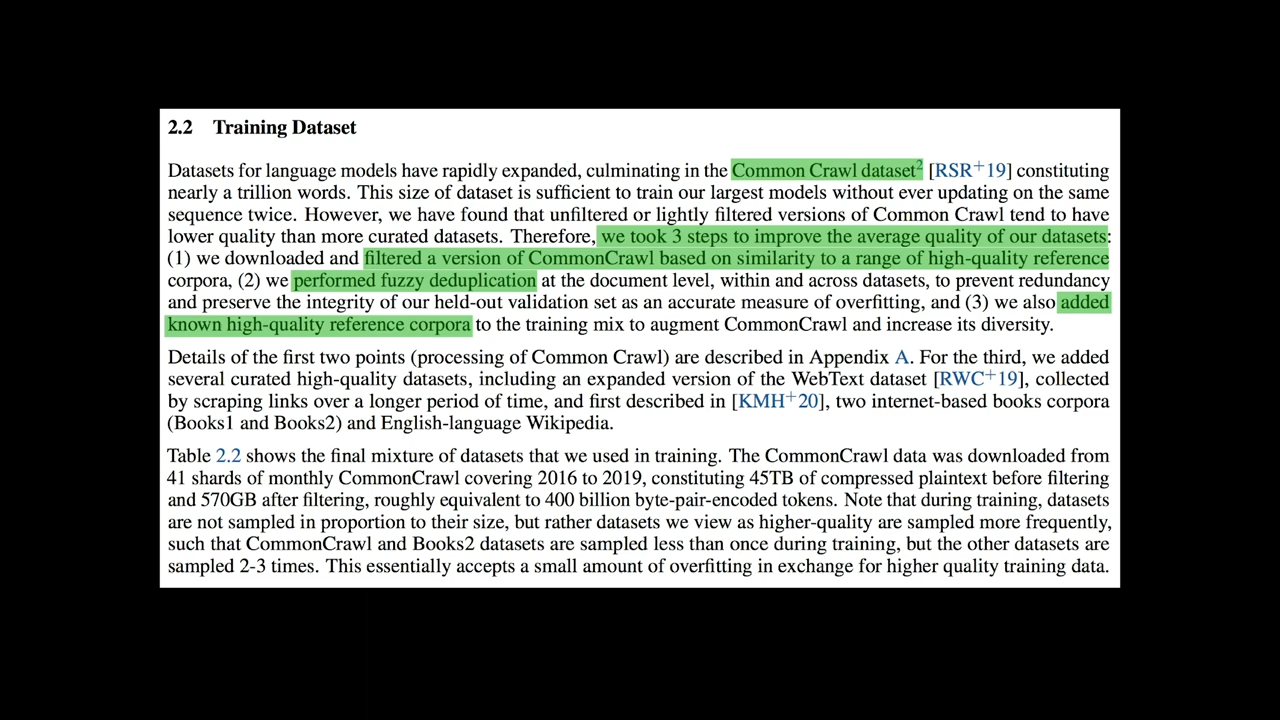 2.2 Training Dataset
Datasets for language models have rapidly expanded, culminating in the Common Crawl dataset² [RSR+19] constituting
nearly a trillion words. This size of dataset is sufficient to train our largest models without ever updating on the same
sequence twice. However, we have found that unfiltered or lightly filtered versions of Common Crawl tend to have
lower quality than more curated datasets. Therefore, we took 3 steps to improve the average quality of our datasets:
(1) we downloaded and filtered a version of CommonCrawl based on similarity to a range of high-quality reference
corpora, (2) we performed fuzzy deduplication at the document level, within and across datasets, to prevent redundancy
and preserve the integrity of our held-out validation set as an accurate measure of overfitting, and (3) we also added
known high-quality reference corpora to the training mix to augment CommonCrawl and increase its diversity.
Details of the first two points (processing of Common Crawl) are described in Appendix A. For the third, we added
several curated high-quality datasets, including an expanded version of the WebText dataset [RWC+19], collected
by scraping links over a longer period of time, and first described in [KMH+20], two internet-based books corpora
(Books1 and Books2) and English-language Wikipedia.
Table 2.2 shows the final mixture of datasets that we used in training. The CommonCrawl data was downloaded from
41 shards of monthly CommonCrawl covering 2016 to 2019, constituting 45TB of compressed plaintext before filtering
and 570GB after filtering, roughly equivalent to 400 billion byte-pair-encoded tokens. Note that during training, datasets
are not sampled in proportion to their size, but rather datasets we view as higher-quality are sampled more frequently,
such that CommonCrawl and Books2 datasets are sampled less than once during training, but the other datasets are
sampled 2-3 times. This essentially accepts a small amount of overfitting in exchange for higher quality training data.